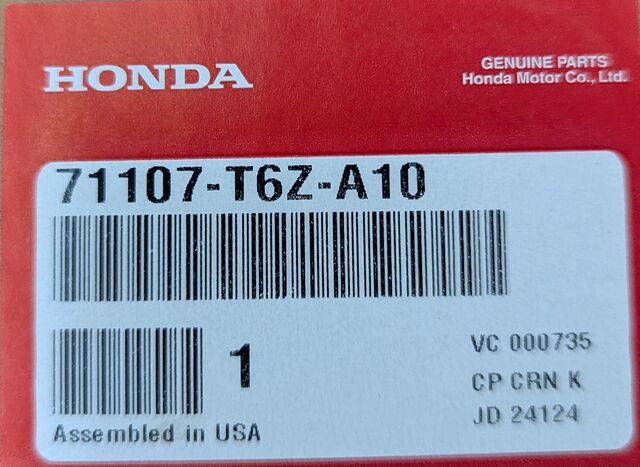 HONDA
GENUINE PARTS
Honda Motor Co., Ltd.
71107-T6Z-A10
1
VC 000735
CP CRN K
JD 24124
Assembled in USA